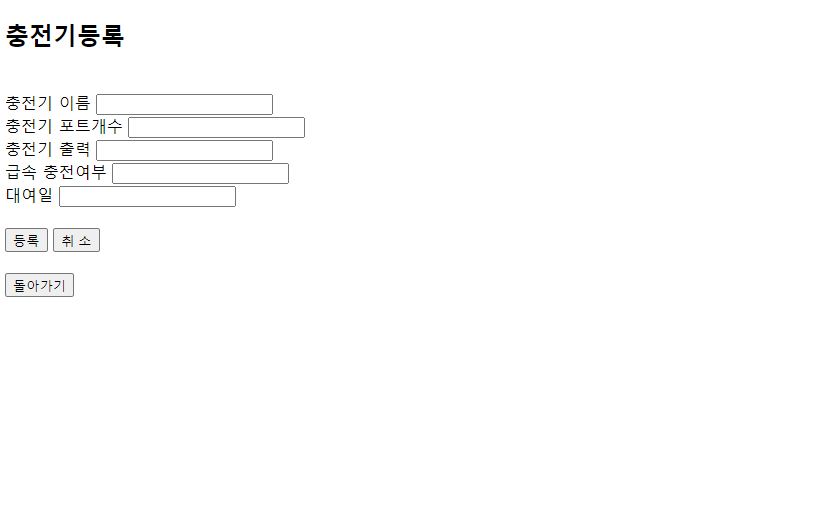 충전기등록
충전기 이름
충전기 포트개수
충전기 출력
급속 충전여부
대여일
등록 취 소
돌아가기